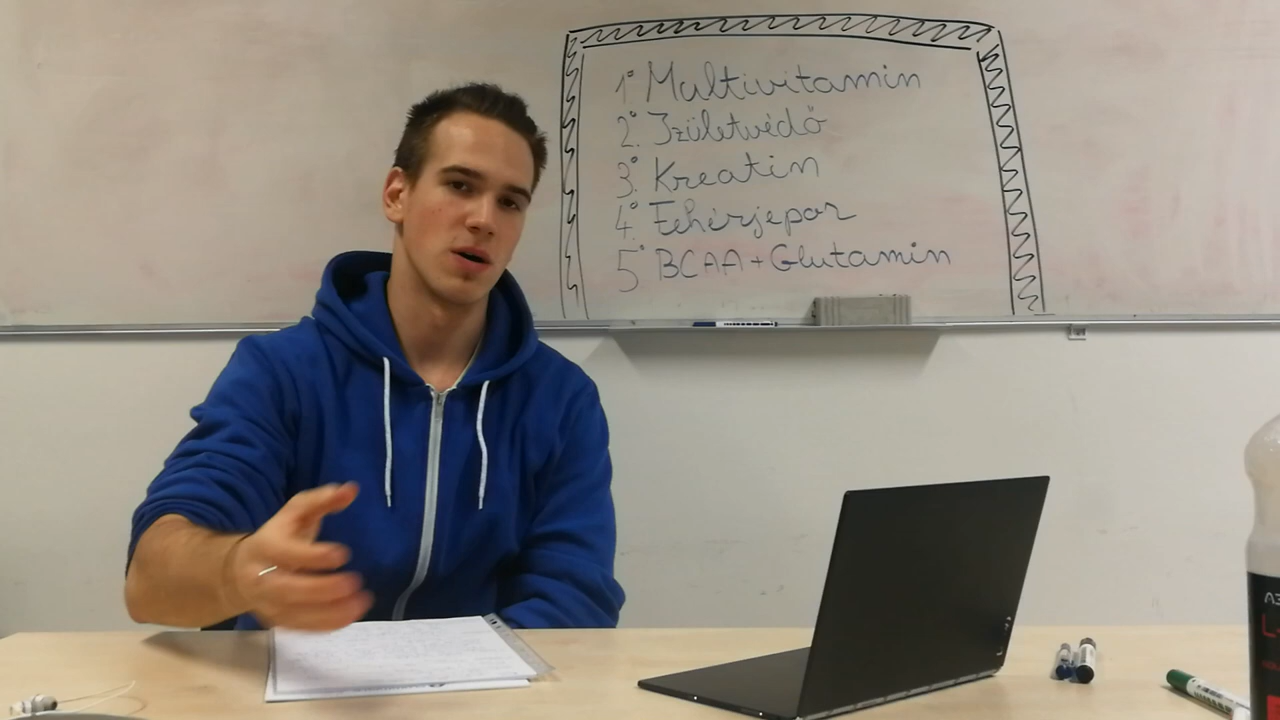 1. Multivitamin
2. Izületvédő
3. Kreatin
4. Fehérjepor
5. BCAA + Glutamin